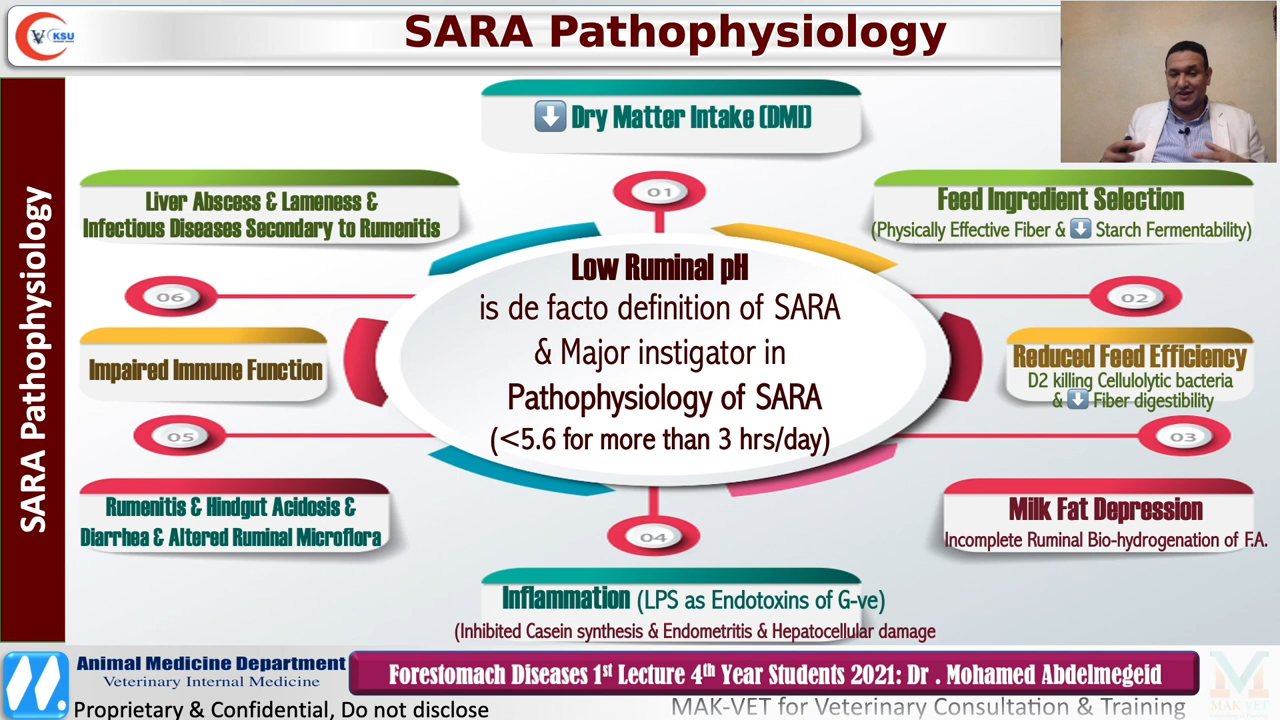 KSU
SARA Pathophysiology
SARA Pathophysiology
⬇ Dry Matter Intake (DMI)
01
Feed Ingredient Selection
(Physically Effective Fiber & ⬇ Starch Fermentability)
02
Reduced Feed Efficiency
D2 killing Cellulolytic bacteria
& ⬇ Fiber digestibility
03
Milk Fat Depression
Incomplete Ruminal Bio-hydrogenation of F.A.
04
Inflammation (LPS as Endotoxins of G-ve)
(Inhibited Casein synthesis & Endometritis & Hepatocellular damage
Rumenitis & Hindgut Acidosis &
Diarrhea & Altered Ruminal Microflora
05
Impaired Immune Function
06
Liver Abscess & Lameness &
Infectious Diseases Secondary to Rumenitis
Low Ruminal pH
is de facto definition of SARA
& Major instigator in
Pathophysiology of SARA
(<5.6 for more than 3 hrs/day)
Animal Medicine Department
Veterinary Internal Medicine
Proprietary & Confidential, Do not disclose
Forestomach Diseases 1st Lecture 4th Year Students 2021: Dr . Mohamed Abdelmegeid
MAK-VET for Veterinary Consultation & Training
MAK VET